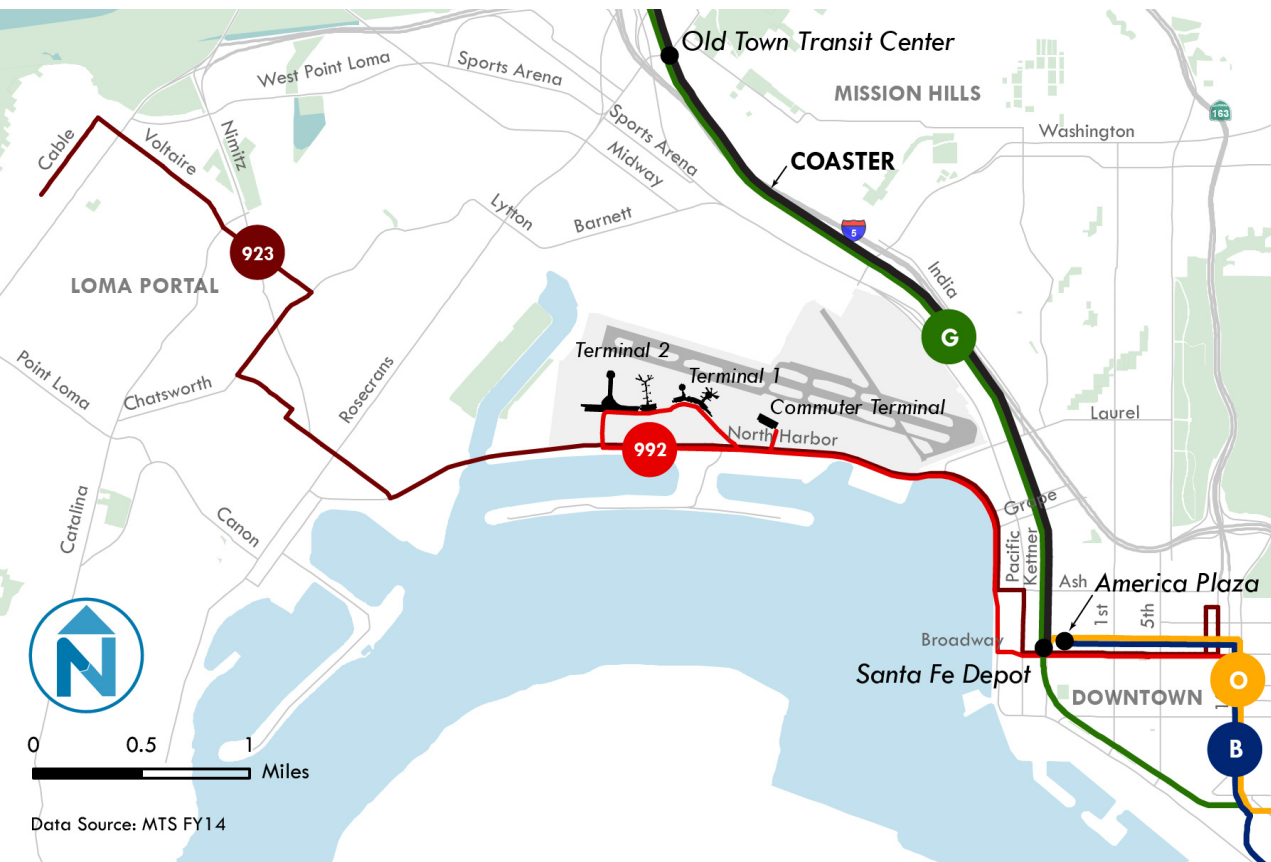 Old Town Transit Center
West Point Loma
Sports Arena
MISSION HILLS
163
Washington
Cable
Voltaire
Nimitz
Sports Arena
Midway
COASTER
Lytton
Barnett
5
India
923
LOMA PORTAL
G
Terminal 2
Terminal 1
Commuter Terminal
Point Loma
Chatsworth
Rosecrans
Laurel
North Harbor
992
Grape
Catalina
Canon
Pacific
Kettner
Ash
America Plaza
1st
5th
Broadway
Santa Fe Depot
DOWNTOWN
O
B
N
0 0.5 1
Miles
Data Source: MTS FY14